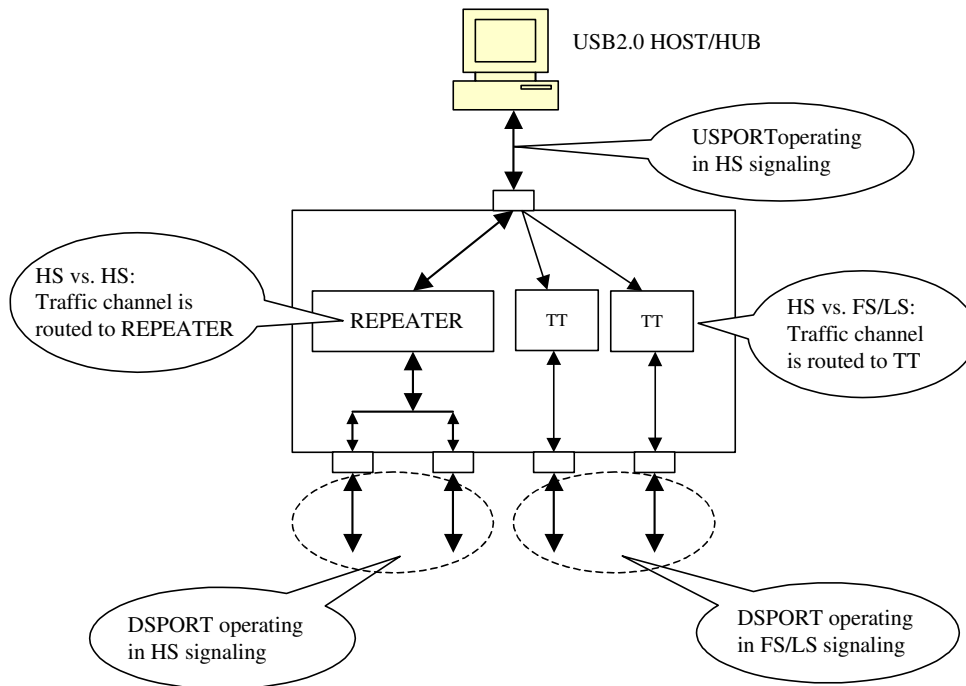 USB2.0 HOST/HUB
USPORToperating
in HS signaling
HS vs. HS:
Traffic channel is
routed to REPEATER
REPEATER
TT
TT
HS vs. FS/LS:
Traffic channel
is routed to TT
DSPORT operating
in HS signaling
DSPORT operating
in FS/LS signaling